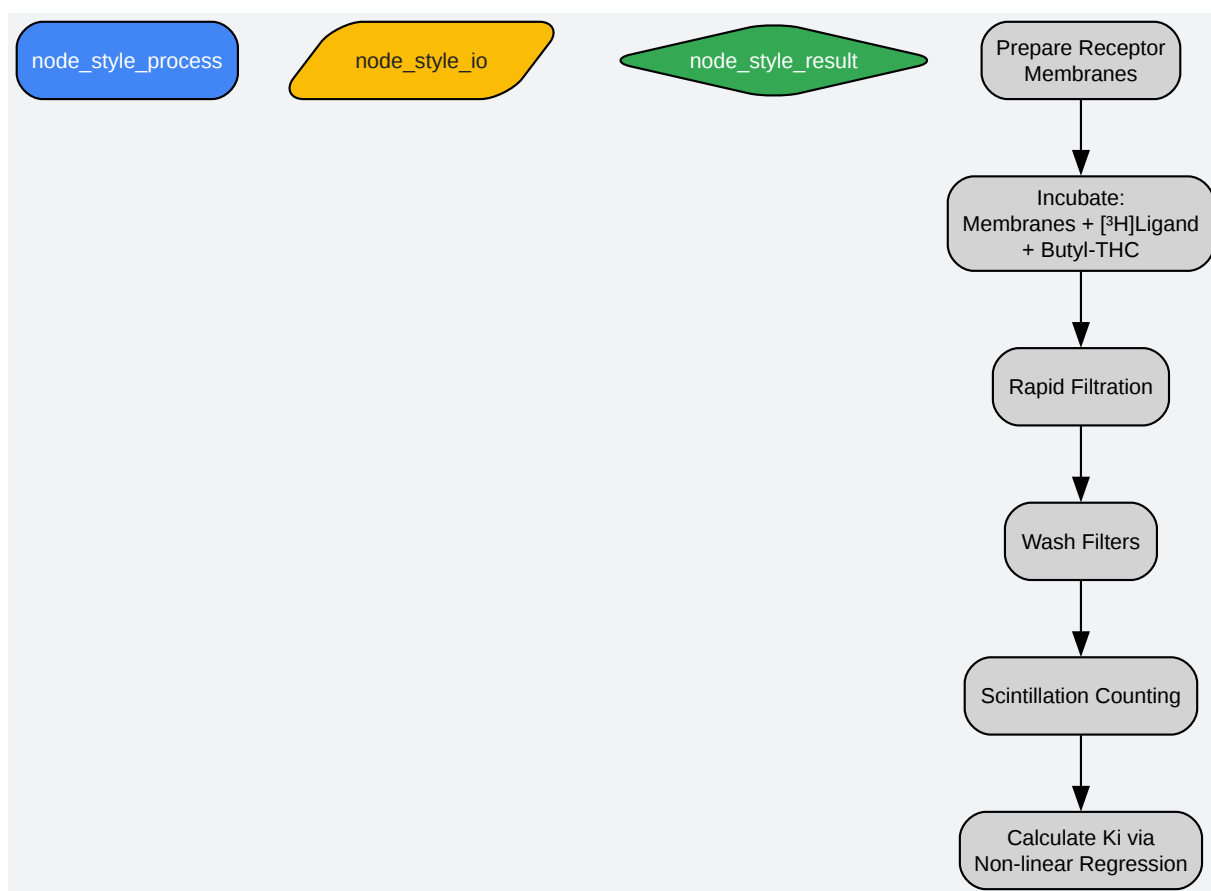 node_style_process
node_style_io
node_style_result
Prepare Receptor
Membranes
Incubate:
Membranes + [³H]Ligand
+ Butyl-THC
Rapid Filtration
Wash Filters
Scintillation Counting
Calculate Ki via
Non-linear Regression